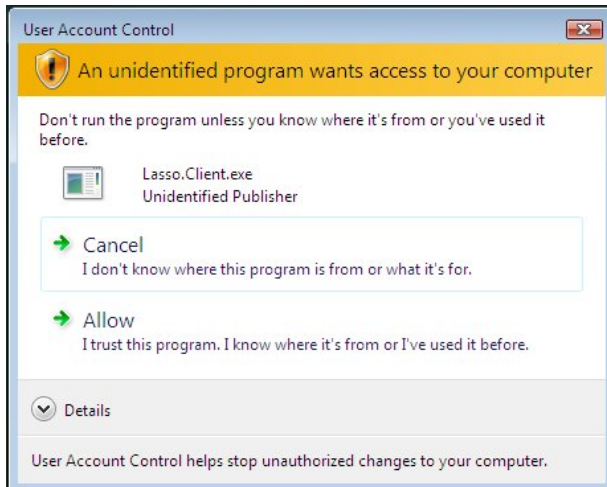 User Account Control
An unidentified program wants access to your computer
Don't run the program unless you know where it's from or you've used it
before.
Lasso.Client.exe
Unidentified Publisher
Cancel
I don't know where this program is from or what it's for.
Allow
I trust this program. I know where it's from or I've used it before.
Details
User Account Control helps stop unauthorized changes to your computer.